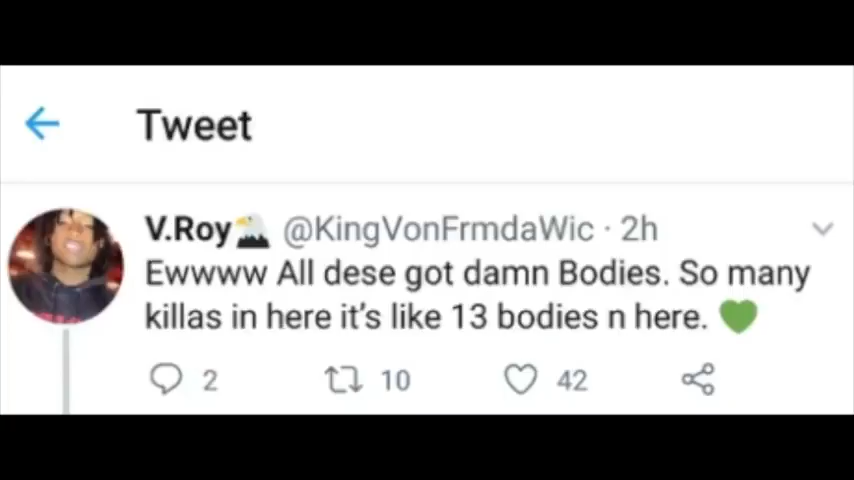 Tweet
V.Roy🦅 @KingVonFrmdaWic · 2h
Ewwww All dese got damn Bodies. So many
killas in here it's like 13 bodies n here. 💚
2 10 42